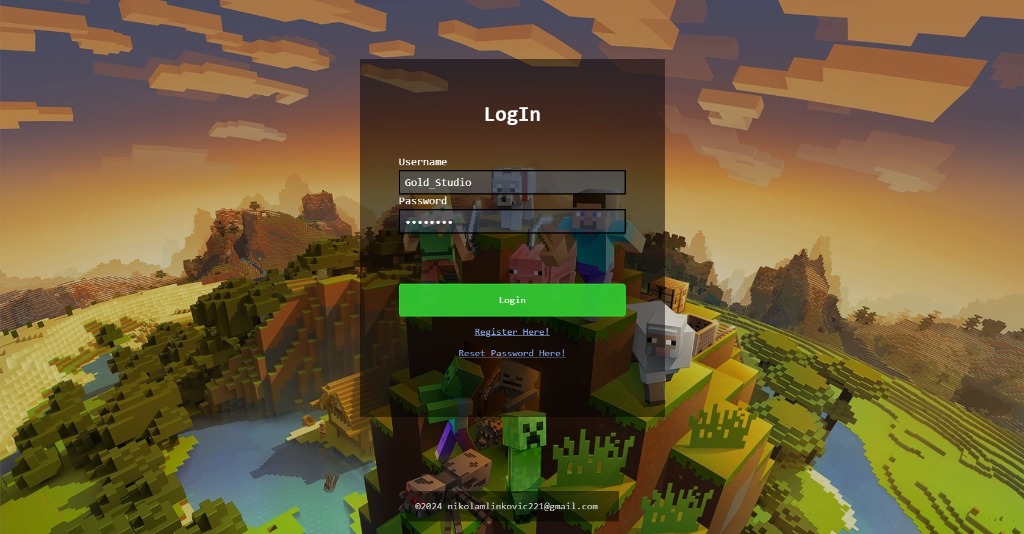 LogIn
Username
Gold_Studio
Password
••••••••
Login
Register Here!
Reset Password Here!
©2024 nikolamlinkovic221@gmail.com